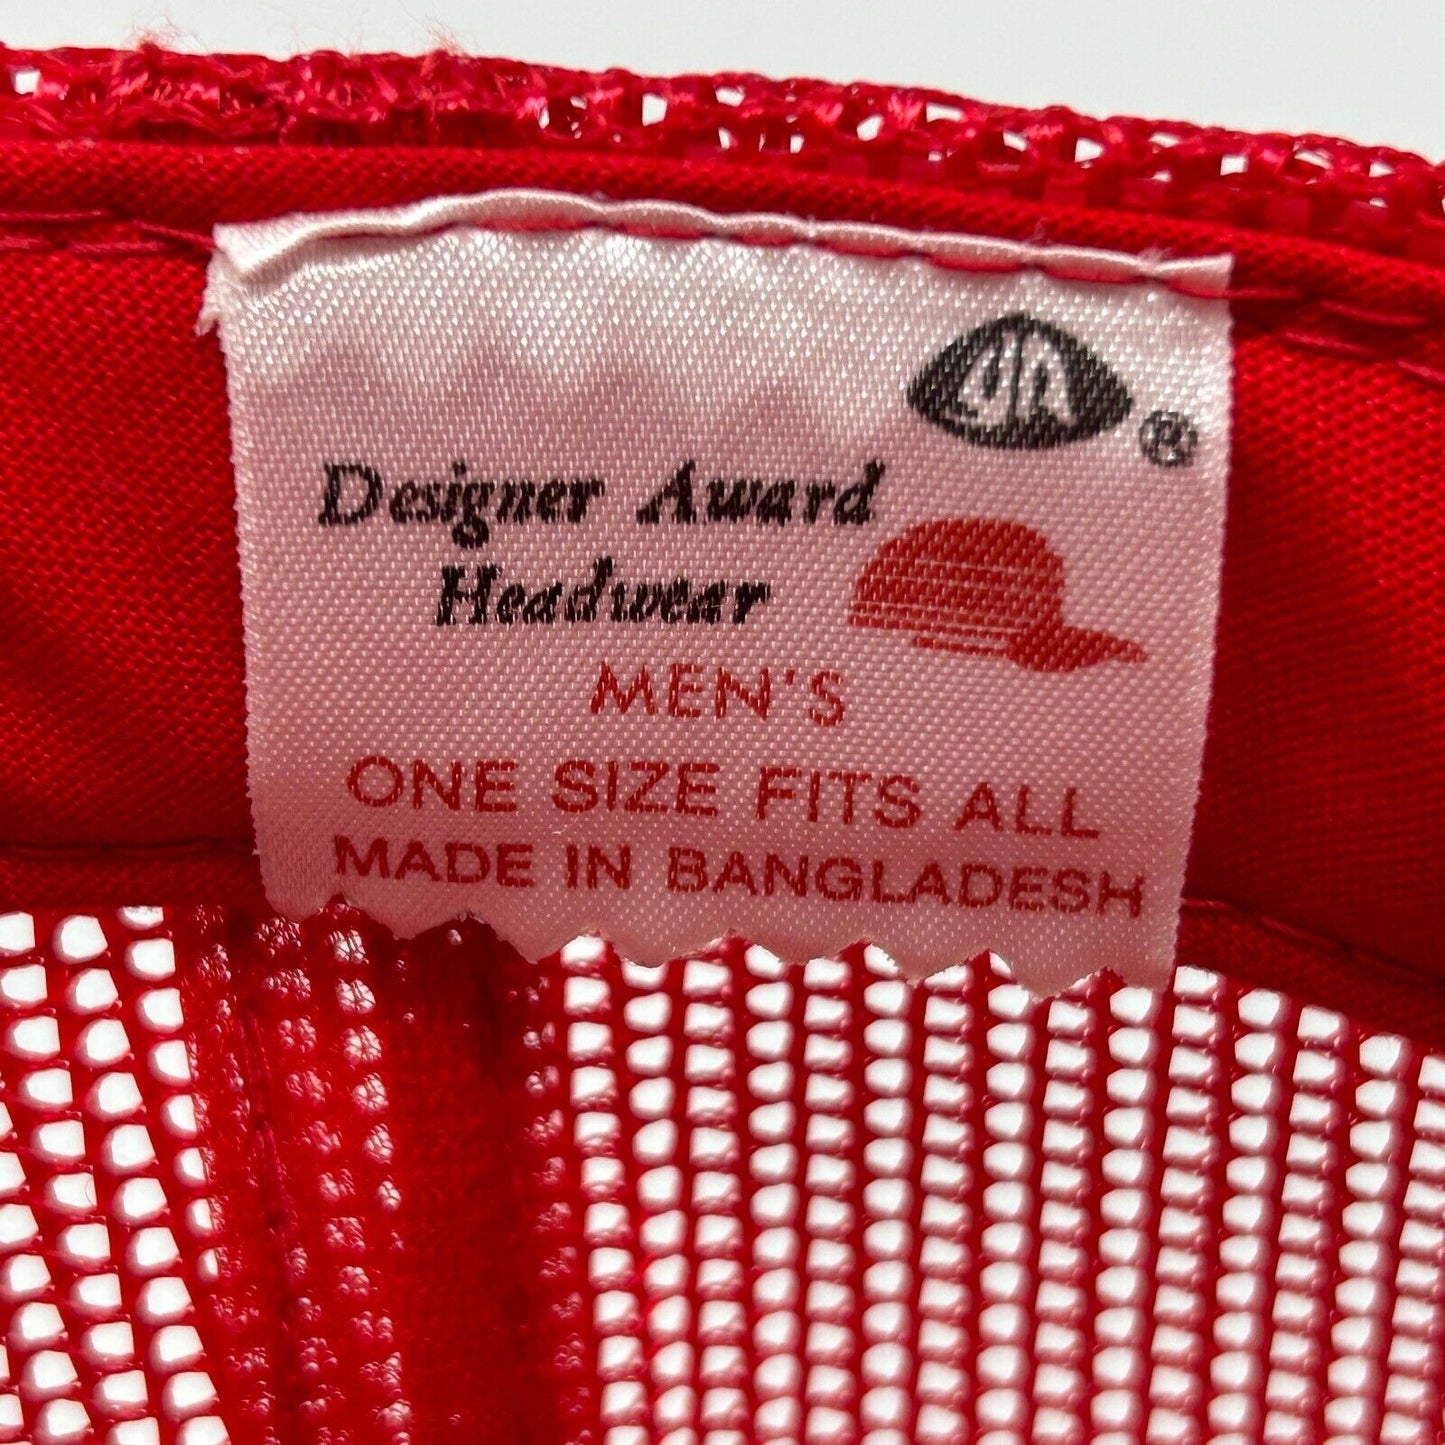 ®
Designer Award
Headwear
MEN'S
ONE SIZE FITS ALL
MADE IN BANGLADESH